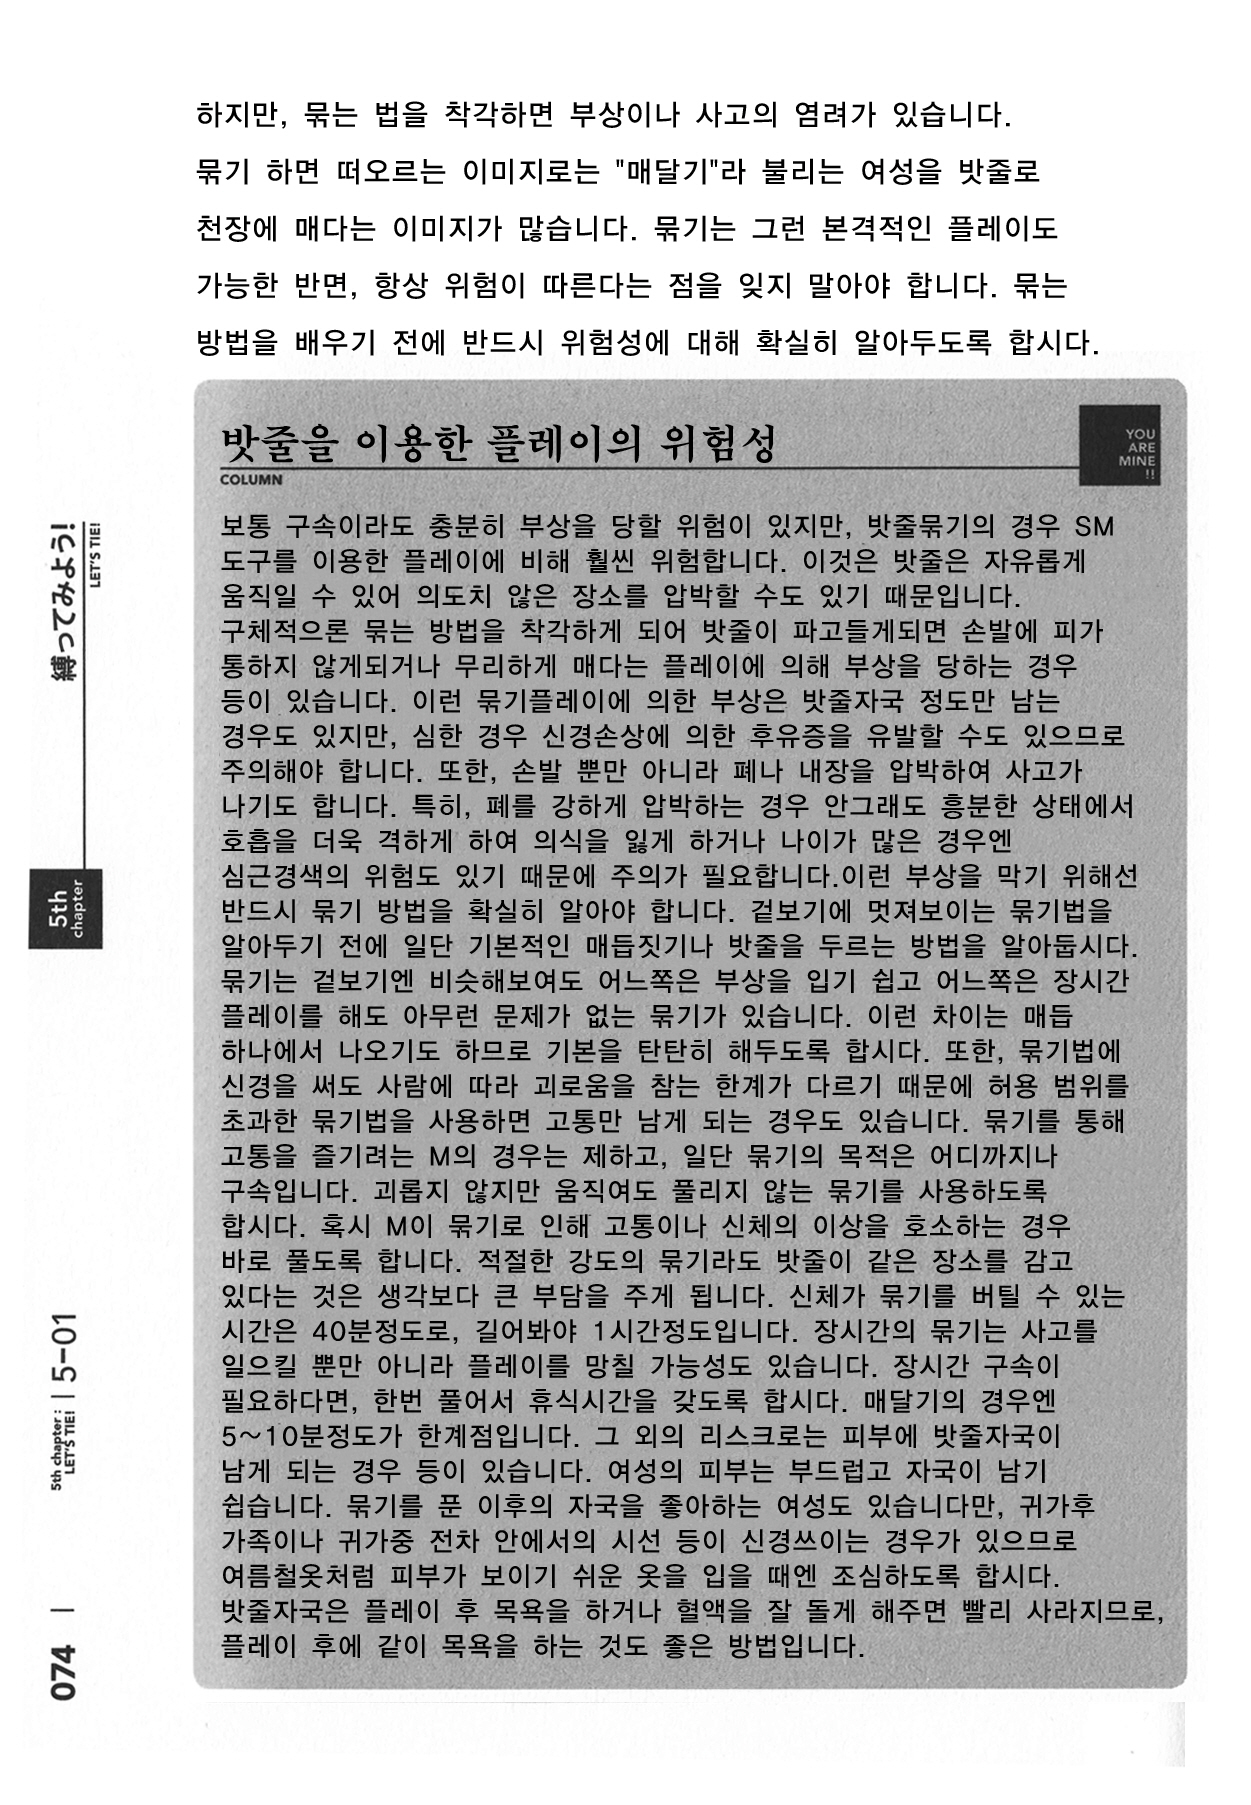 하지만, 묶는 법을 착각하면 부상이나 사고의 염려가 있습니다.
묶기 하면 떠오르는 이미지로는 "매달기"라 불리는 여성을 밧줄로
천장에 매다는 이미지가 많습니다. 묶기는 그런 본격적인 플레이도
가능한 반면, 항상 위험이 따른다는 점을 잊지 말아야 합니다. 묶는
방법을 배우기 전에 반드시 위험성에 대해 확실히 알아두도록 합시다.
밧줄을 이용한 플레이의 위험성
COLUMN
YOU
ARE
MINE
!!
보통 구속이라도 충분히 부상을 당할 위험이 있지만, 밧줄묶기의 경우 SM
도구를 이용한 플레이에 비해 훨씬 위험합니다. 이것은 밧줄은 자유롭게
움직일 수 있어 의도치 않은 장소를 압박할 수도 있기 때문입니다.
구체적으론 묶는 방법을 착각하게 되어 밧줄이 파고들게되면 손발에 피가
통하지 않게되거나 무리하게 매다는 플레이에 의해 부상을 당하는 경우
등이 있습니다. 이런 묶기플레이에 의한 부상은 밧줄자국 정도만 남는
경우도 있지만, 심한 경우 신경손상에 의한 후유증을 유발할 수도 있으므로
주의해야 합니다. 또한, 손발 뿐만 아니라 폐나 내장을 압박하여 사고가
나기도 합니다. 특히, 폐를 강하게 압박하는 경우 안그래도 흥분한 상태에서
호흡을 더욱 격하게 하여 의식을 잃게 하거나 나이가 많은 경우엔
심근경색의 위험도 있기 때문에 주의가 필요합니다.이런 부상을 막기 위해선
반드시 묶기 방법을 확실히 알아야 합니다. 겉보기에 멋져보이는 묶기법을
알아두기 전에 일단 기본적인 매듭짓기나 밧줄을 두르는 방법을 알아둡시다.
묶기는 겉보기엔 비슷해보여도 어느쪽은 부상을 입기 쉽고 어느쪽은 장시간
플레이를 해도 아무런 문제가 없는 묶기가 있습니다. 이런 차이는 매듭
하나에서 나오기도 하므로 기본을 탄탄히 해두도록 합시다. 또한, 묶기법에
신경을 써도 사람에 따라 괴로움을 참는 한계가 다르기 때문에 허용 범위를
초과한 묶기법을 사용하면 고통만 남게 되는 경우도 있습니다. 묶기를 통해
고통을 즐기려는 M의 경우는 제하고, 일단 묶기의 목적은 어디까지나
구속입니다. 괴롭지 않지만 움직여도 풀리지 않는 묶기를 사용하도록
합시다. 혹시 M이 묶기로 인해 고통이나 신체의 이상을 호소하는 경우
바로 풀도록 합니다. 적절한 강도의 묶기라도 밧줄이 같은 장소를 감고
있다는 것은 생각보다 큰 부담을 주게 됩니다. 신체가 묶기를 버틸 수 있는
시간은 40분정도로, 길어봐야 1시간정도입니다. 장시간의 묶기는 사고를
일으킬 뿐만 아니라 플레이를 망칠 가능성도 있습니다. 장시간 구속이
필요하다면, 한번 풀어서 휴식시간을 갖도록 합시다. 매달기의 경우엔
5~10분정도가 한계점입니다. 그 외의 리스크로는 피부에 밧줄자국이
남게 되는 경우 등이 있습니다. 여성의 피부는 부드럽고 자국이 남기
쉽습니다. 묶기를 푼 이후의 자국을 좋아하는 여성도 있습니다만, 귀가후
가족이나 귀가중 전차 안에서의 시선 등이 신경쓰이는 경우가 있으므로
여름철옷처럼 피부가 보이기 쉬운 옷을 입을 때엔 조심하도록 합시다.
밧줄자국은 플레이 후 목욕을 하거나 혈액을 잘 돌게 해주면 빨리 사라지므로,
플레이 후에 같이 목욕을 하는 것도 좋은 방법입니다.
縛ってみよう!
LET'S TIE!
5th
chapter
5th chapter :
LET'S TIE!
| 5-01
074 |